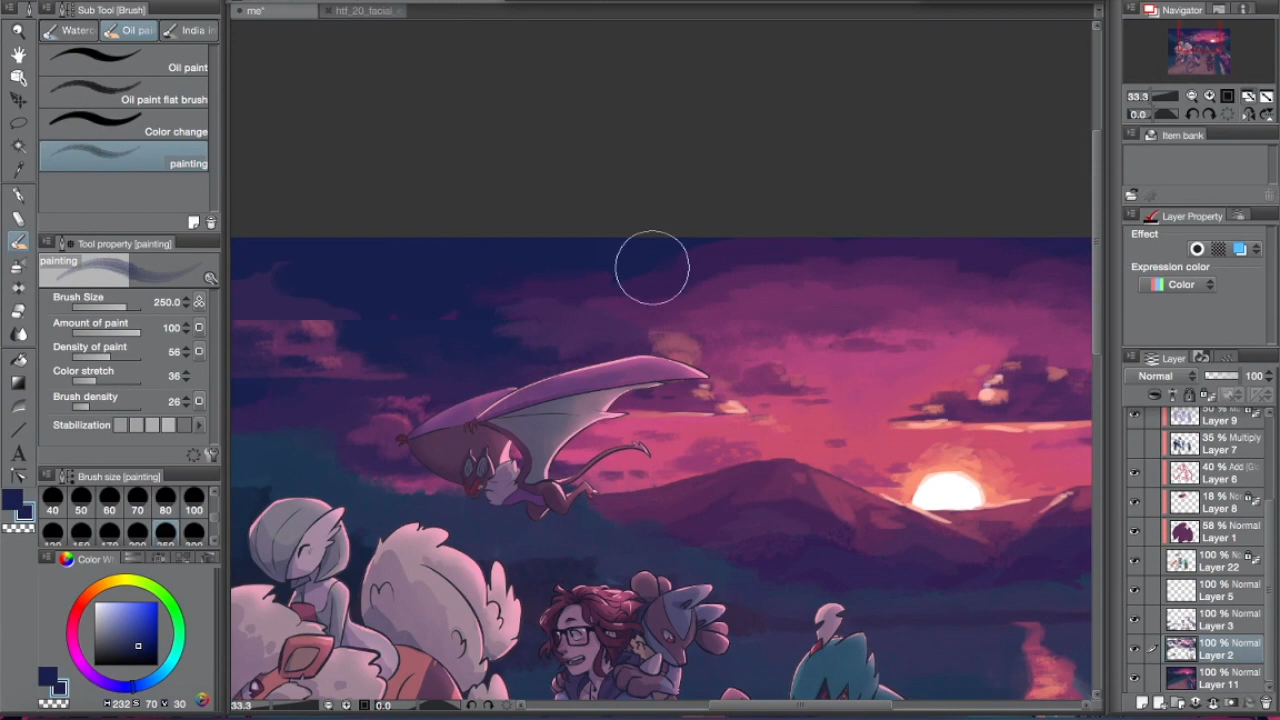 Sub Tool [Brush]
Oil pai
India in
Oil paint
Oil paint flat brush
Color change
painting
Tool property [painting]
painting
Brush Size 250.0
Amount of paint 100
Density of paint 56
Color stretch 36
Brush density 26
Stabilization
Brush size [painting]
40 50 60 70 80 100
Color
H 232 S 70 V 30
me*
htf_20_facial
33.3 0.0
Navigator
33.3
0.0
Item bank
Layer Property
Effect
Expression color
Color
Layer
Normal 100
Layer 9
35 % Multiply
Layer 7
40 % Add (Gl
Layer 6
18 % No
Layer 8
58 % Normal
Layer 1
100 % No
Layer 22
100 % Normal
Layer 5
100 % Normal
Layer 3
100 % Normal
Layer 2
100 % Normal
Layer 11